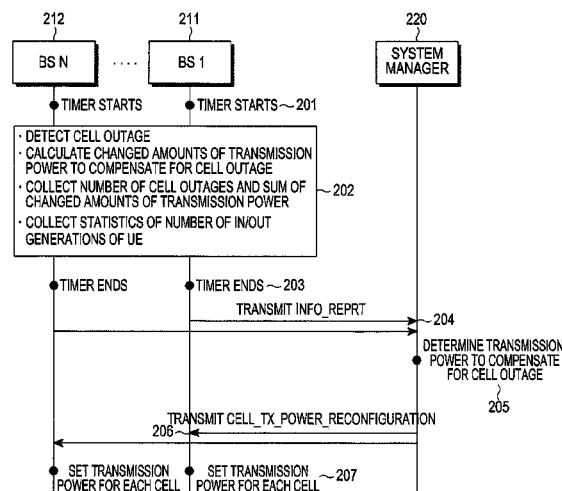 212
211
220
BS N
....
BS 1
SYSTEM
MANAGER
TIMER STARTS
TIMER STARTS
201
· DETECT CELL OUTAGE
· CALCULATE CHANGED AMOUNTS OF TRANSMISSION
POWER TO COMPENSATE FOR CELL OUTAGE
· COLLECT NUMBER OF CELL OUTAGES AND SUM OF
CHANGED AMOUNTS OF TRANSMISSION POWER
· COLLECT STATISTICS OF NUMBER OF IN/OUT
GENERATIONS OF UE
202
TIMER ENDS
TIMER ENDS
203
TRANSMIT INFO_REPRT
204
DETERMINE TRANSMISSION
POWER TO COMPENSATE
FOR CELL OUTAGE
205
TRANSMIT CELL_TX_POWER_RECONFIGURATION
206
SET TRANSMISSION
POWER FOR EACH CELL
SET TRANSMISSION
POWER FOR EACH CELL
207